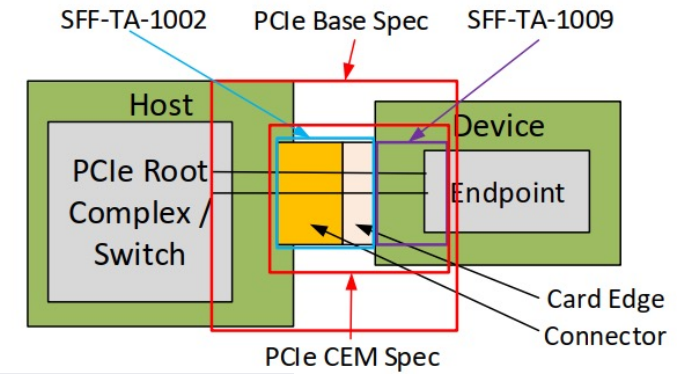 SFF-TA-1002
PCIe Base Spec
SFF-TA-1009
Host
Device
PCIe Root
Complex /
Switch
Endpoint
Card Edge
Connector
PCIe CEM Spec